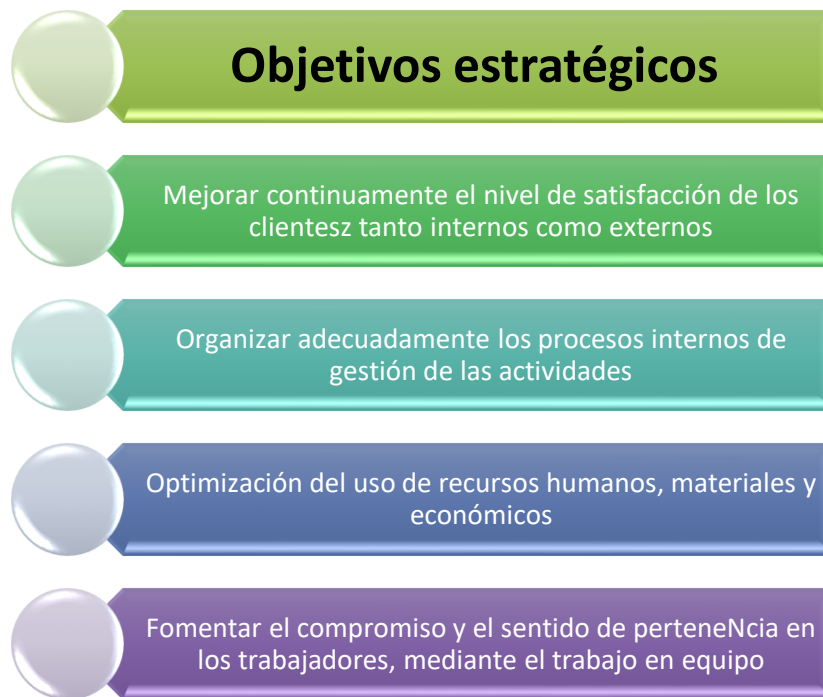 Objetivos estratégicos
Mejorar continuamente el nivel de satisfacción de los
clientesz tanto internos como externos
Organizar adecuadamente los procesos internos de
gestión de las actividades
Optimización del uso de recursos humanos, materiales y
económicos
Fomentar el compromiso y el sentido de perteneNcia en
los trabajadores, mediante el trabajo en equipo